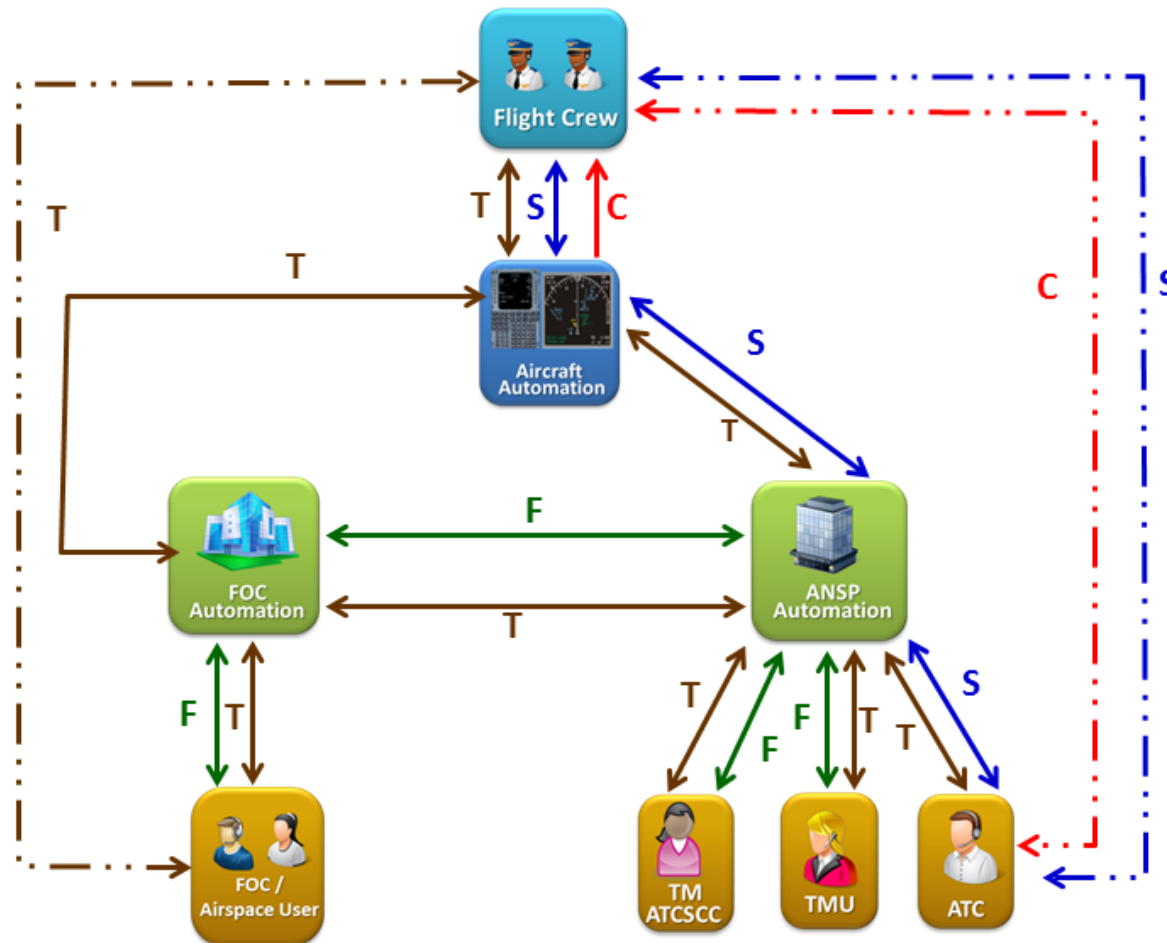 Flight Crew
T
T
S
C
T
C
S
Aircraft
Automation
S
T
FOC
Automation
F
T
ANSP
Automation
F
T
T
F
F
T
T
S
FOC /
Airspace User
TM
ATCSCC
TMU
ATC